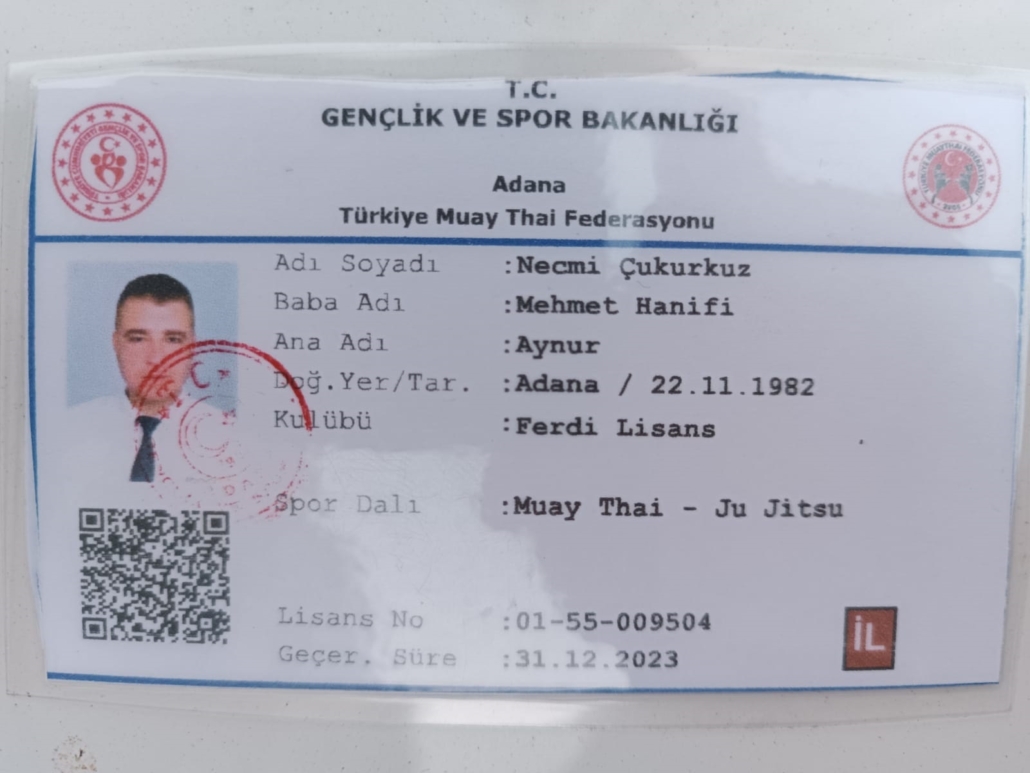 T.C.
GENÇLİK VE SPOR BAKANLIĞI
Adana
Türkiye Muay Thai Federasyonu
Adı Soyadı :Necmi Çukurkuz
Baba Adı :Mehmet Hanifi
Ana Adı :Aynur
Doğ.Yer/Tar. :Adana / 22.11.1982
Kulübü :Ferdi Lisans
Spor Dalı :Muay Thai - Ju Jitsu
Lisans No :01-55-009504
Geçer. Süre :31.12.2023
İL